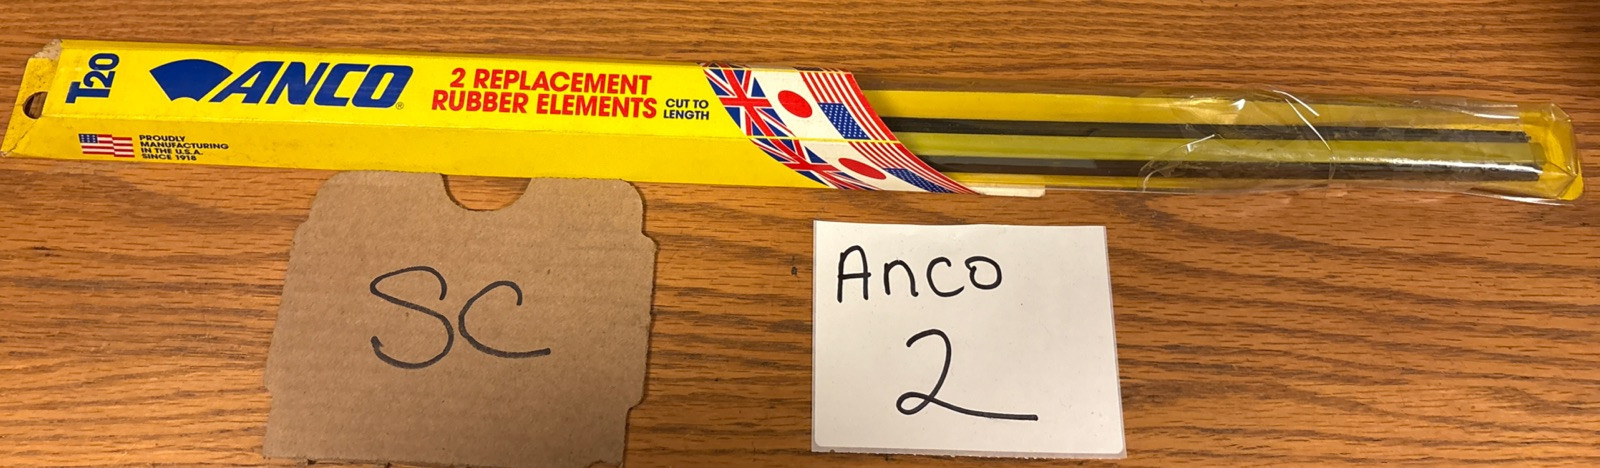 T20
ANCO®
2 REPLACEMENT
RUBBER ELEMENTS
CUT TO
LENGTH
PROUDLY
MANUFACTURING
IN THE U.S.A.
SINCE 1918
SC
Anco
2